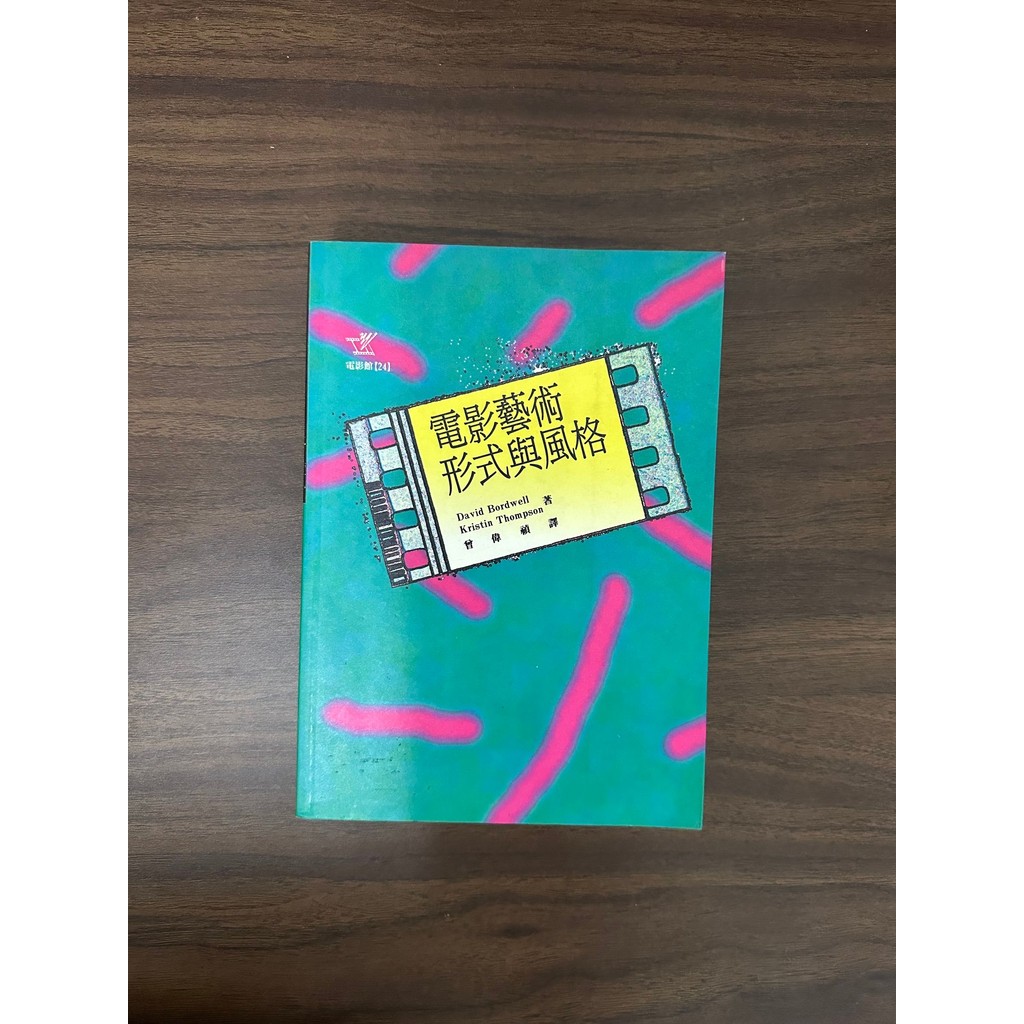 電影館【24】
電影藝術
形式與風格
David Bordwell 著
Kristin Thompson
曾偉禎 譯